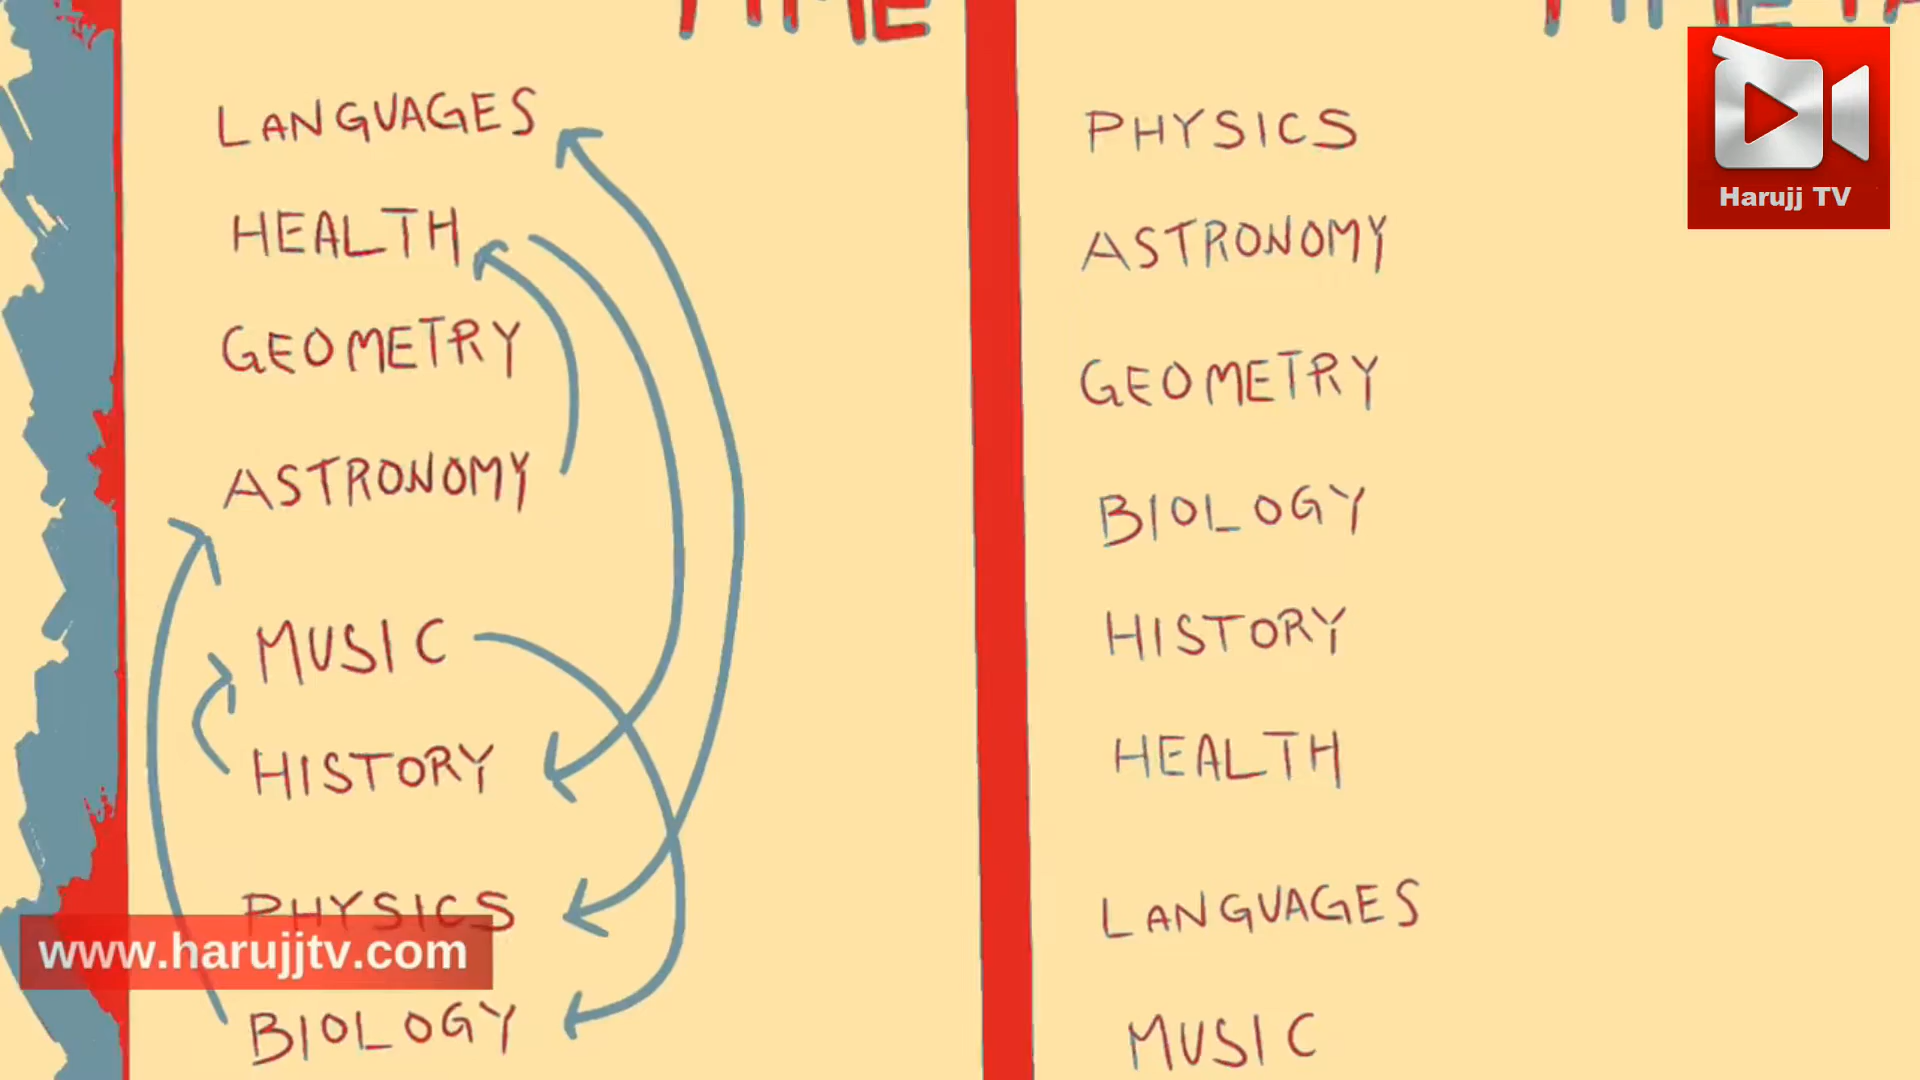 TIME
LANGUAGES
HEALTH
GEOMETRY
ASTRONOMY
MUSIC
HISTORY
PHYSICS
BIOLOGY
PHYSICS
ASTRONOMY
GEOMETRY
BIOLOGY
HISTORY
HEALTH
LANGUAGES
MUSIC
Harujj TV
www.harujjtv.com